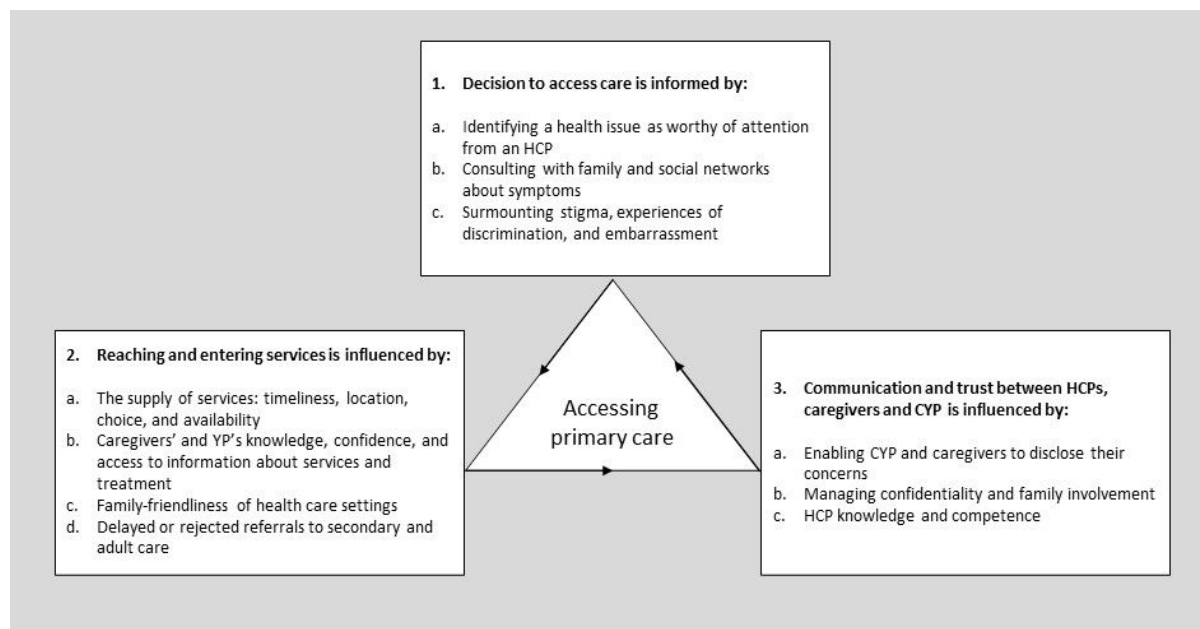 1. Decision to access care is informed by:
a. Identifying a health issue as worthy of attention
from an HCP
b. Consulting with family and social networks
about symptoms
c. Surmounting stigma, experiences of
discrimination, and embarrassment
2. Reaching and entering services is influenced by:
a. The supply of services: timeliness, location,
choice, and availability
b. Caregivers’ and YP’s knowledge, confidence, and
access to information about services and
treatment
c. Family-friendliness of health care settings
d. Delayed or rejected referrals to secondary and
adult care
Accessing
primary care
3. Communication and trust between HCPs,
caregivers and CYP is influenced by:
a. Enabling CYP and caregivers to disclose their
concerns
b. Managing confidentiality and family involvement
c. HCP knowledge and competence